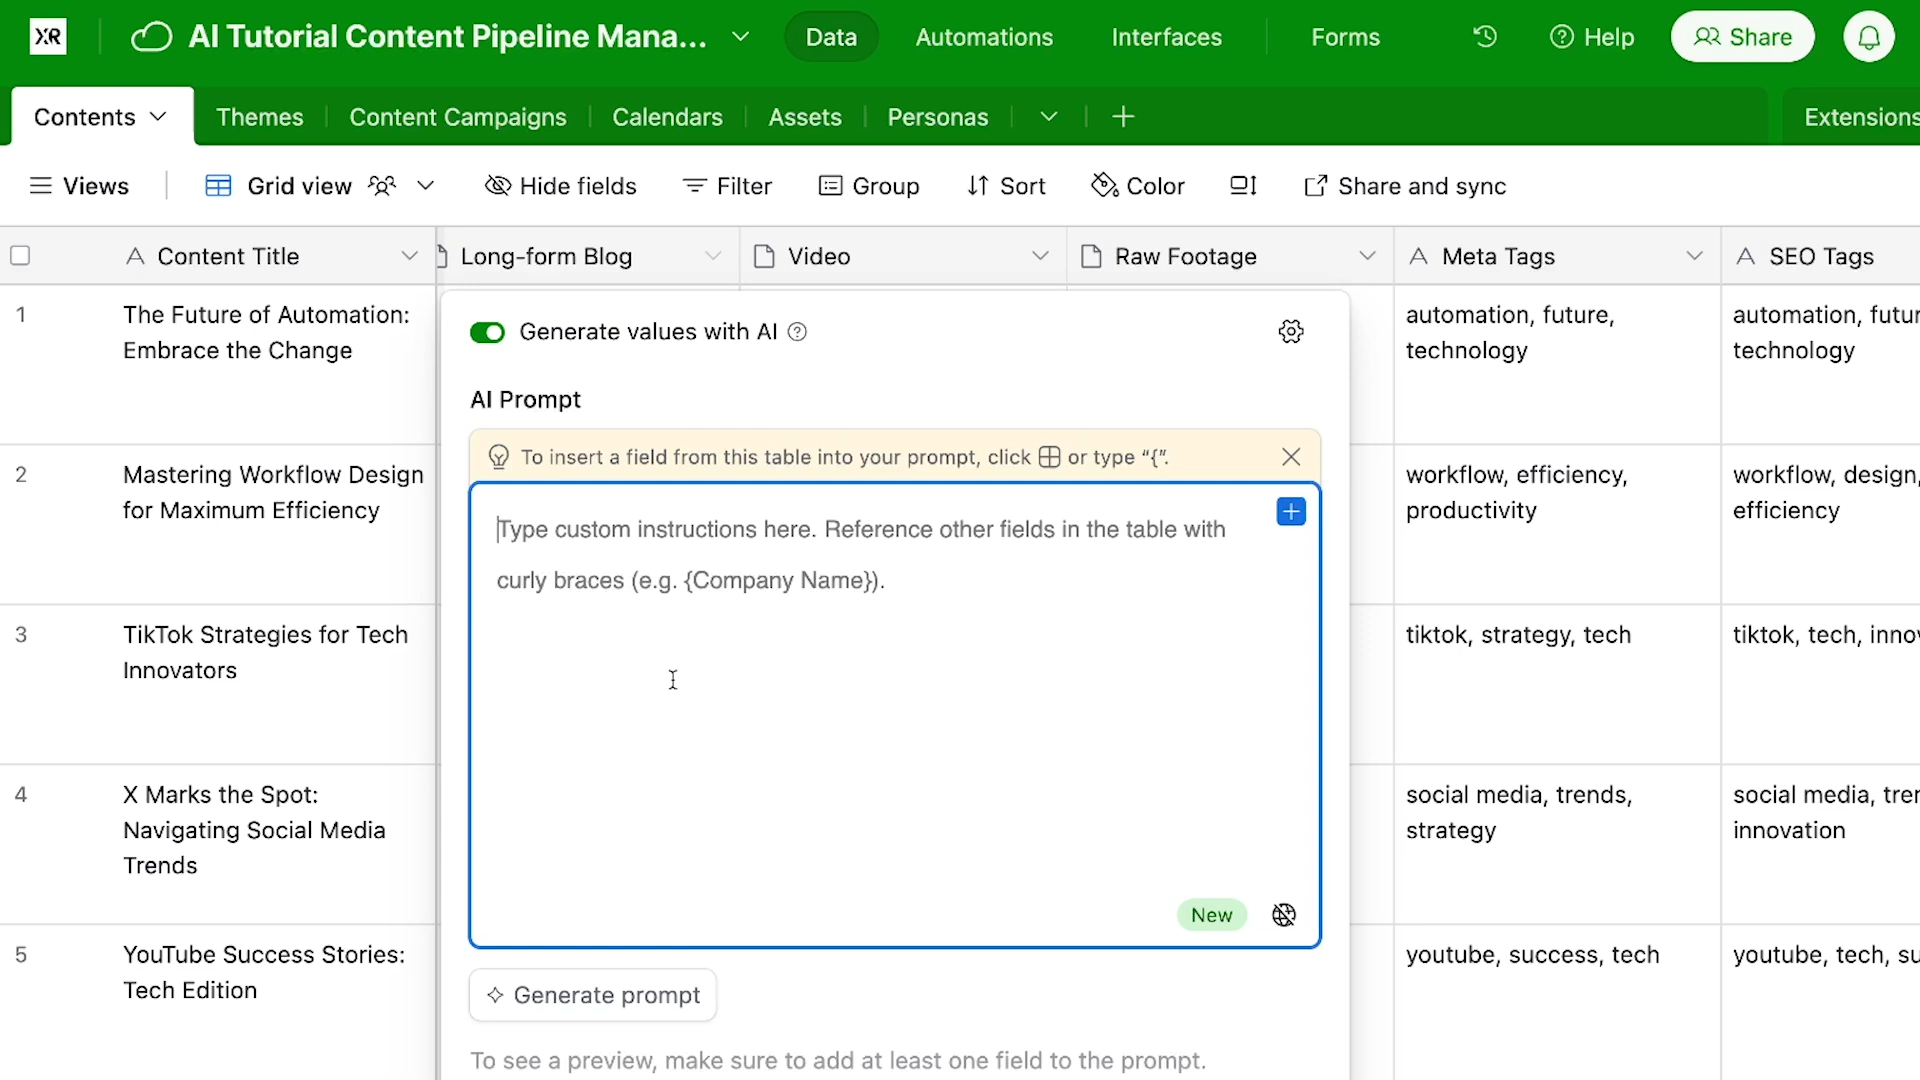 XR AI Tutorial Content Pipeline Mana... Data Automations Interfaces Forms Help Share
Contents Themes Content Campaigns Calendars Assets Personas Extensions
Views Grid view Hide fields Filter Group Sort Color Share and sync
Content Title Long-form Blog Video Raw Footage Meta Tags SEO Tags
1 The Future of Automation:
Embrace the Change
automation, future,
technology
automation, futur
technology
Generate values with AI
AI Prompt
To insert a field from this table into your prompt, click or type “{”.
Type custom instructions here. Reference other fields in the table with
curly braces (e.g. {Company Name}).
New
Generate prompt
To see a preview, make sure to add at least one field to the prompt.
2 Mastering Workflow Design
for Maximum Efficiency
workflow, efficiency,
productivity
workflow, design,
efficiency
3 TikTok Strategies for Tech
Innovators
tiktok, strategy, tech
tiktok, tech, inno
4 X Marks the Spot:
Navigating Social Media
Trends
social media, trends,
strategy
social media, tre
innovation
5 YouTube Success Stories:
Tech Edition
youtube, success, tech
youtube, tech, su